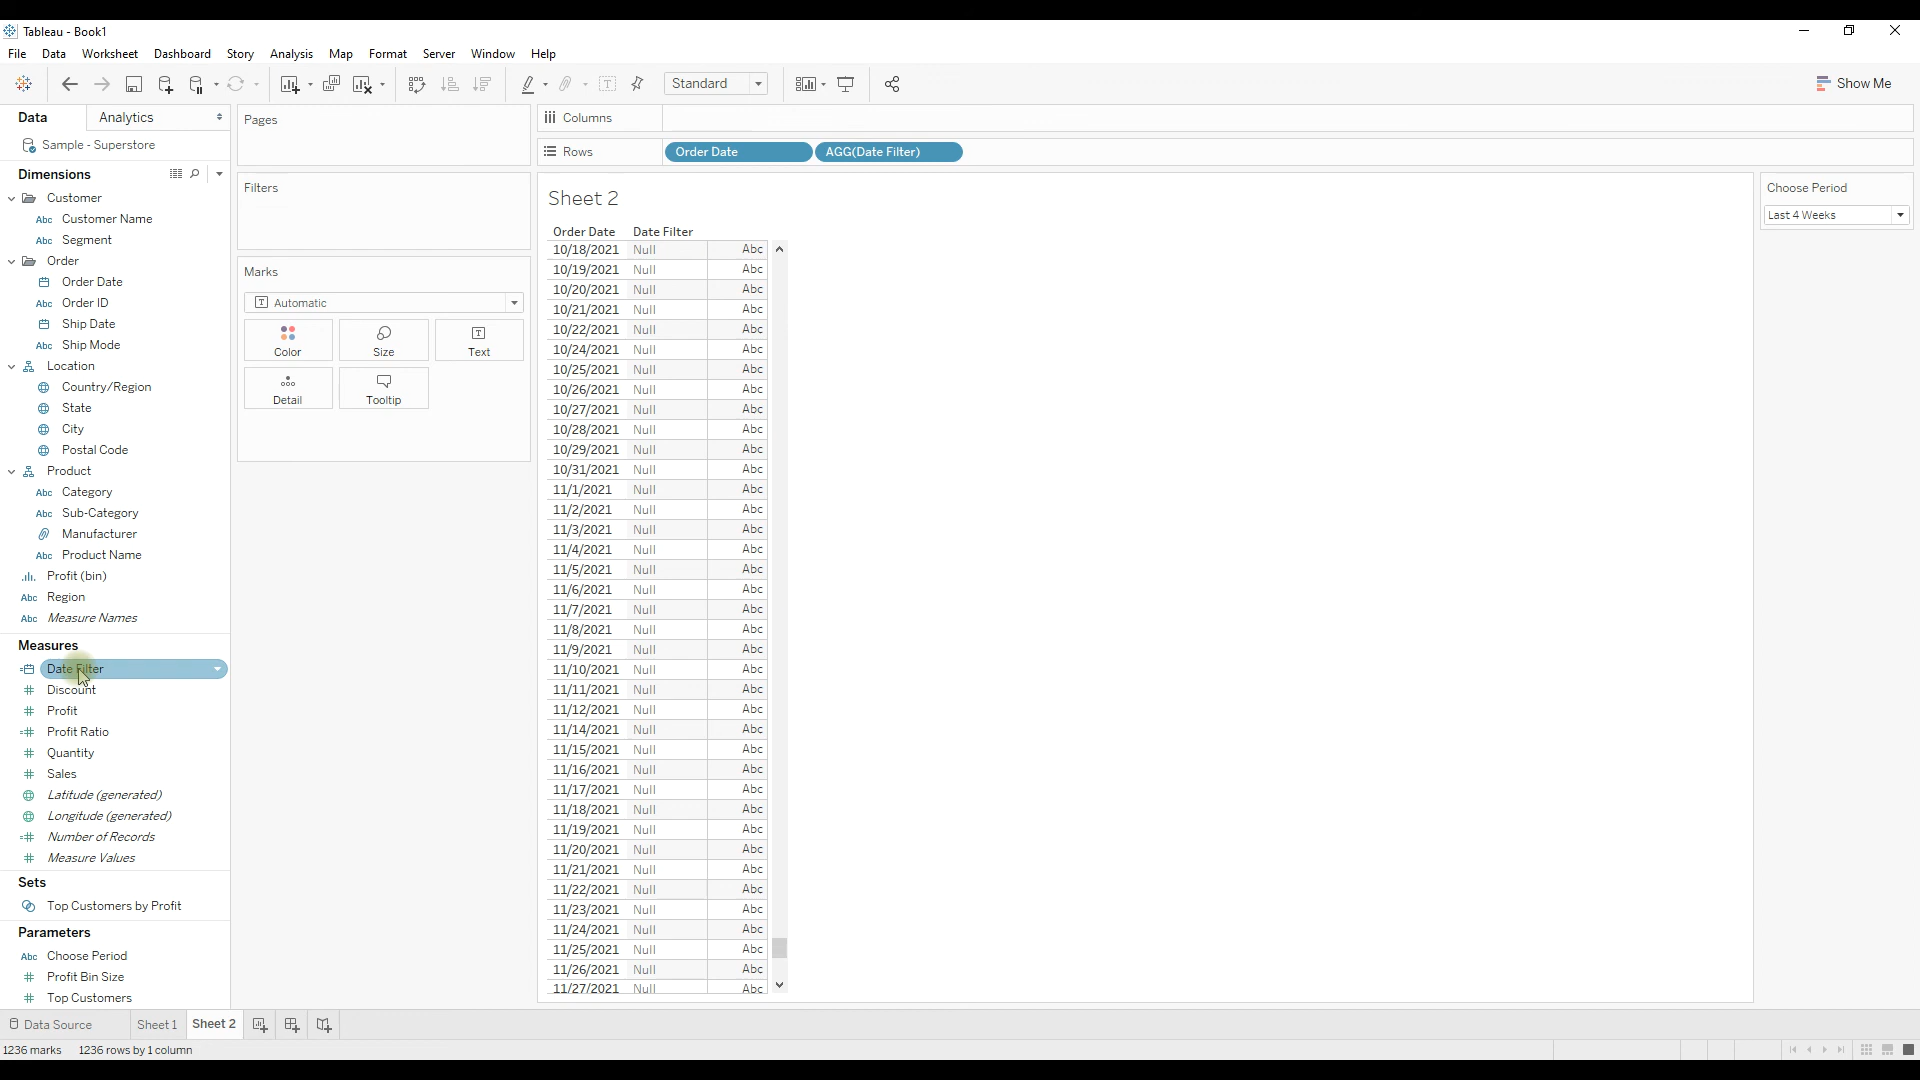 Tableau - Book1
File Data Worksheet Dashboard Story Analysis Map Format Server Window Help
Standard
Show Me
Data
Analytics
Sample - Superstore
Dimensions
Customer
Abc Customer Name
Abc Segment
Order
Order Date
Abc Order ID
Ship Date
Abc Ship Mode
Location
Country/Region
State
City
Postal Code
Product
Abc Category
Abc Sub-Category
Manufacturer
Abc Product Name
Profit (bin)
Abc Region
Abc Measure Names
Measures
Date Filter
# Discount
# Profit
=# Profit Ratio
# Quantity
# Sales
Latitude (generated)
Longitude (generated)
=# Number of Records
# Measure Values
Sets
Top Customers by Profit
Parameters
Abc Choose Period
# Profit Bin Size
# Top Customers
Pages
Filters
Marks
T Automatic
Color
Size
T Text
Detail
Tooltip
Columns
Rows
Order Date
AGG(Date Filter)
Sheet 2
Order Date Date Filter
10/18/2021 Null Abc
10/19/2021 Null Abc
10/20/2021 Null Abc
10/21/2021 Null Abc
10/22/2021 Null Abc
10/24/2021 Null Abc
10/25/2021 Null Abc
10/26/2021 Null Abc
10/27/2021 Null Abc
10/28/2021 Null Abc
10/29/2021 Null Abc
10/31/2021 Null Abc
11/1/2021 Null Abc
11/2/2021 Null Abc
11/3/2021 Null Abc
11/4/2021 Null Abc
11/5/2021 Null Abc
11/6/2021 Null Abc
11/7/2021 Null Abc
11/8/2021 Null Abc
11/9/2021 Null Abc
11/10/2021 Null Abc
11/11/2021 Null Abc
11/12/2021 Null Abc
11/14/2021 Null Abc
11/15/2021 Null Abc
11/16/2021 Null Abc
11/17/2021 Null Abc
11/18/2021 Null Abc
11/19/2021 Null Abc
11/20/2021 Null Abc
11/21/2021 Null Abc
11/22/2021 Null Abc
11/23/2021 Null Abc
11/24/2021 Null Abc
11/25/2021 Null Abc
11/26/2021 Null Abc
11/27/2021 Null Abc
Choose Period
Last 4 Weeks
Data Source
Sheet 1
Sheet 2
1236 marks 1236 rows by 1 column